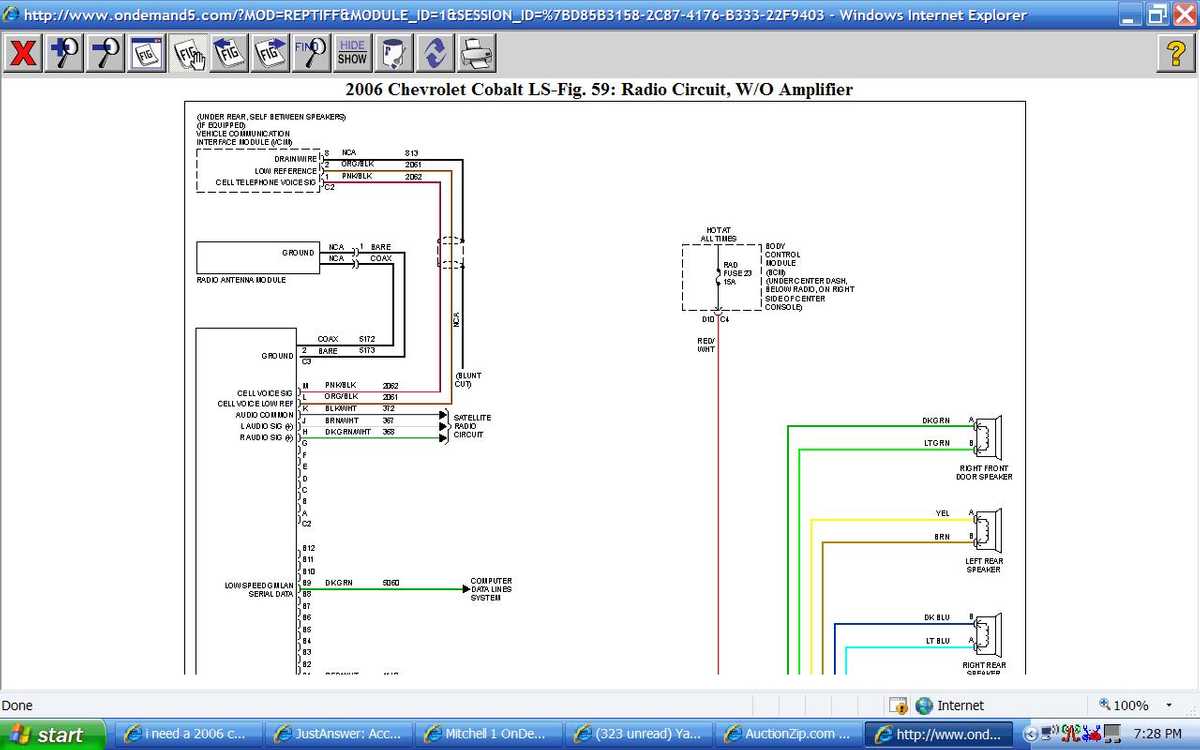 http://www.ondemand5.com/?MOD=REPTIFF&MODULE_ID=1&SESSION_ID=%7BD85B3158-2C87-4176-B333-22F9403 - Windows Internet Explorer
FIG
FIG
FIG
FIG
FIND
HIDE
SHOW
2006 Chevrolet Cobalt LS-Fig. 59: Radio Circuit, W/O Amplifier
(UNDER REAR, SELF BETWEEN SPEAKERS)
(IF EQUIPPED)
VEHICLE COMMUNICATION
INTERFACE MODULE (VCIM)
DRAIN WIRE 8 NCA 813
LOW REFERENCE 2 ORG/BLK 2061
CELL TELEPHONE VOICE SIG 1 PNK/BLK 2062
C2
GROUND NCA 1 BARE
NCA COAX
RADIO ANTENNA MODULE
NCA
(BLUNT
CUT)
COAX 5172
GROUND 2 BARE 5173
C3
CELL VOICE SIG M PNK/BLK 2062
CELL VOICE LOW REF L ORG/BLK 2061
AUDIO COMMON K BLK/WHT 372
L AUDIO SIG (+) J BRN/WHT 367
R AUDIO SIG (+) H DKGRN/WHT 368
SATELLITE
RADIO
CIRCUIT
G
F
E
D
C
B
A
C2
B12
B11
B10
LOW SPEED GMLAN
SERIAL DATA
B9 DKGRN 5060
COMPUTER
DATA LINES
SYSTEM
B8
B7
B6
B5
B4
B3
B2
HOT AT
ALL TIMES
RAD
FUSE 23
15A
BODY
CONTROL
MODULE
(BCM)
(UNDER CENTER DASH,
BELOW RADIO, ON RIGHT
SIDE OF CENTER
CONSOLE)
D10 C4
RED/
WHT
DKGRN A
LTGRN B
RIGHT FRONT
DOOR SPEAKER
YEL A
BRN B
LEFT REAR
SPEAKER
DK BLU B
LT BLU A
RIGHT REAR
SPEAKER
Done
Internet
100%
start
i need a 2006 c...
JustAnswer: Acc...
Mitchell 1 OnDe...
(323 unread) Ya...
AuctionZip.com ...
http://www.ond...
7:28 PM